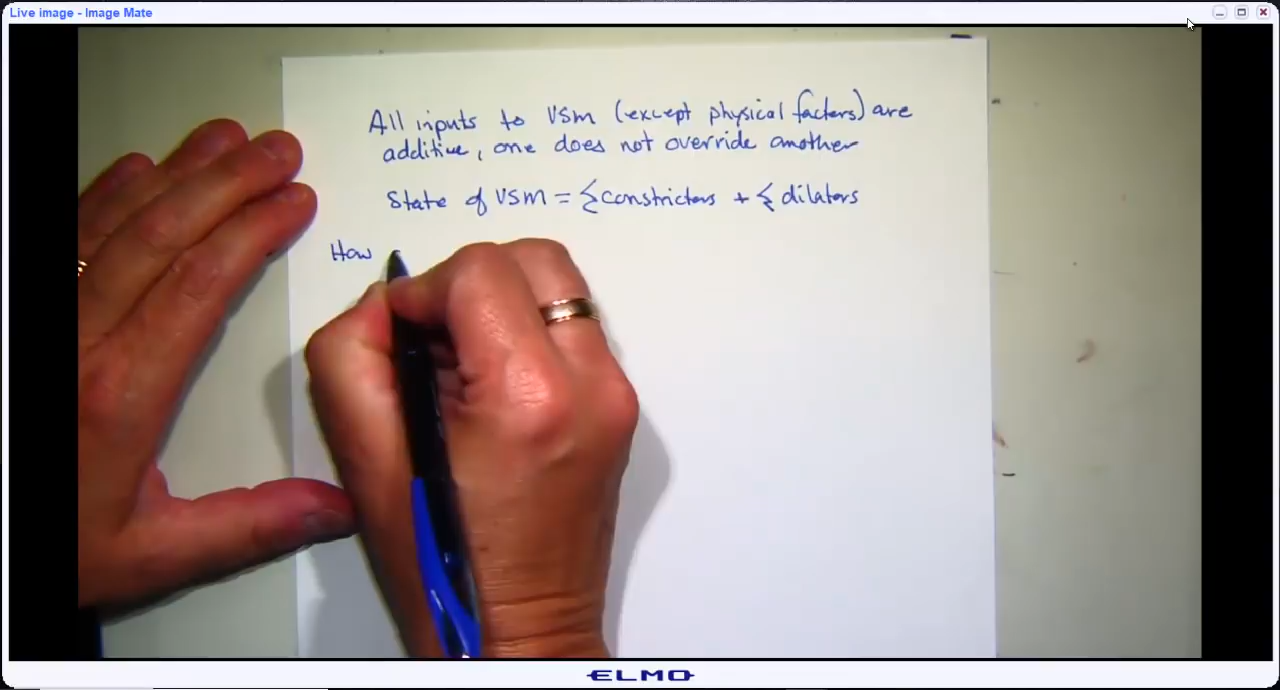 Live image - Image Mate
All inputs to VSM (except physical factors) are
additive, one does not override another
State of VSM = Σconstrictors + Σ dilators
How
ELMO